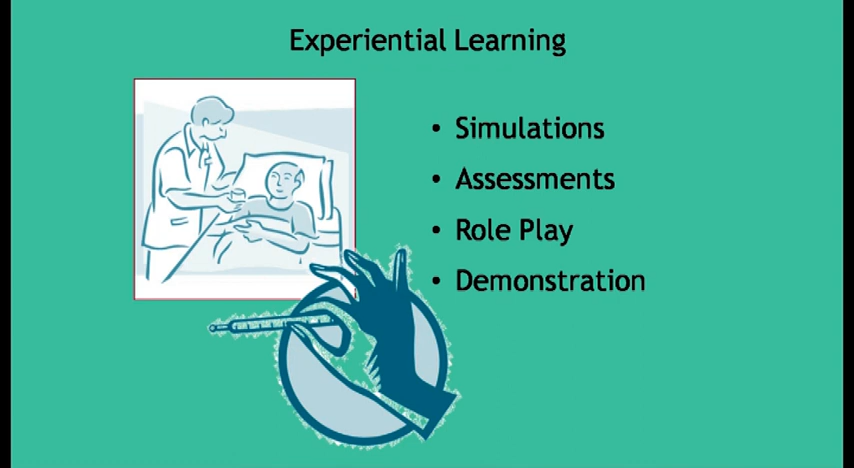 Experiential Learning
• Simulations
• Assessments
• Role Play
• Demonstration